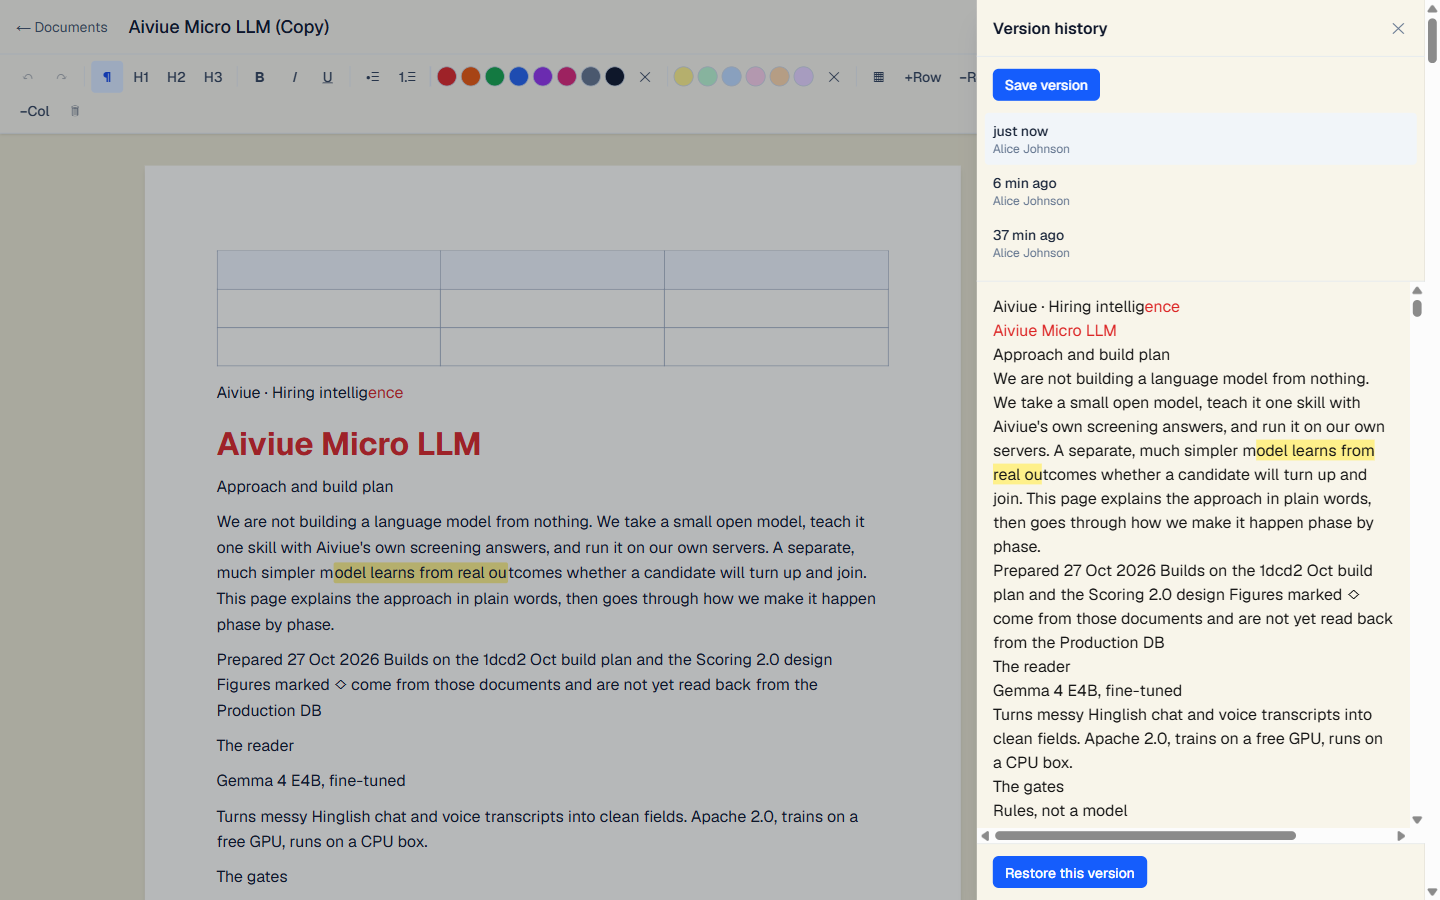 ← Documents
Aiviue Micro LLM (Copy)
¶ H1 H2 H3 B I U 1. +Row −R
−Col
Aiviue · Hiring intelligence
Aiviue Micro LLM
Approach and build plan
We are not building a language model from nothing. We take a small open model, teach it
one skill with Aiviue's own screening answers, and run it on our own servers. A separate,
much simpler model learns from real outcomes whether a candidate will turn up and join.
This page explains the approach in plain words, then goes through how we make it happen
phase by phase.
Prepared 27 Oct 2026 Builds on the 1dcd2 Oct build plan and the Scoring 2.0 design
Figures marked ◇ come from those documents and are not yet read back from the
Production DB
The reader
Gemma 4 E4B, fine-tuned
Turns messy Hinglish chat and voice transcripts into clean fields. Apache 2.0, trains on a
free GPU, runs on a CPU box.
The gates
Version history
Save version
just now
Alice Johnson
6 min ago
Alice Johnson
37 min ago
Alice Johnson
Aiviue · Hiring intelligence
Aiviue Micro LLM
Approach and build plan
We are not building a language model from nothing.
We take a small open model, teach it one skill with
Aiviue's own screening answers, and run it on our own
servers. A separate, much simpler model learns from
real outcomes whether a candidate will turn up and
join. This page explains the approach in plain words,
then goes through how we make it happen phase by
phase.
Prepared 27 Oct 2026 Builds on the 1dcd2 Oct build
plan and the Scoring 2.0 design Figures marked ◇
come from those documents and are not yet read back
from the Production DB
The reader
Gemma 4 E4B, fine-tuned
Turns messy Hinglish chat and voice transcripts into
clean fields. Apache 2.0, trains on a free GPU, runs on
a CPU box.
The gates
Rules, not a model
Restore this version